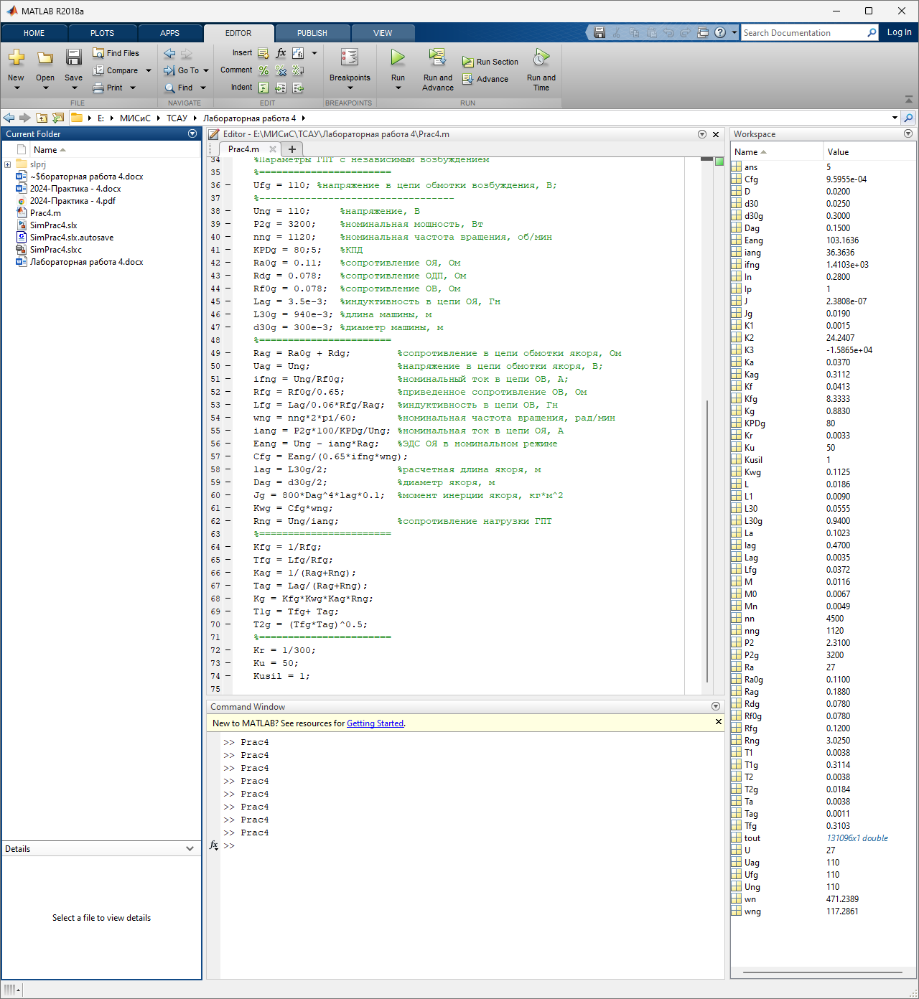 MATLAB R2018a
HOME PLOTS APPS EDITOR PUBLISH VIEW Search Documentation Log In
New Open Save Find Files Compare Print
FILE
Go To Find
NAVIGATE
Insert Comment Indent
EDIT
Breakpoints
BREAKPOINTS
Run Run and Advance Run Section Advance Run and Time
RUN
E: МИСиС ТСАУ Лабораторная работа 4
Current Folder
Name
slprj
~$бораторная работа 4.docx
2024-Практика - 4.docx
2024-Практика - 4.pdf
Prac4.m
SimPrac4.slx
SimPrac4.slx.autosave
SimPrac4.slxc
Лабораторная работа 4.docx
Details
Select a file to view details
Editor - E:\МИСиС\ТСАУ\Лабораторная работа 4\Prac4.m
Prac4.m
34 %Параметры ГПТ с независимым возбуждением
35 %=======================
36 – Ufg = 110; %напряжение в цепи обмотки возбуждения, В;
37 %----------------------------------
38 – Ung = 110; %напряжение, В
39 – P2g = 3200; %номинальная мощность, Вт
40 – nng = 1120; %номинальная частота вращения, об/мин
41 – KPDg = 80;5; %КПД
42 – Ra0g = 0.11; %сопротивление ОЯ, Ом
43 – Rdg = 0.078; %сопротивление ОДП, Ом
44 – Rf0g = 0.078; %сопротивление ОВ, Ом
45 – Lag = 3.5e-3; %индуктивность в цепи ОЯ, Гн
46 – L30g = 940e-3; %длина машины, м
47 – d30g = 300e-3; %диаметр машины, м
48 %=======================
49 – Rag = Ra0g + Rdg; %сопротивление в цепи обмотки якоря, Ом
50 – Uag = Ung; %напряжение в цепи обмотки якоря, В;
51 – ifng = Ung/Rf0g; %номинальный ток в цепи ОВ, А;
52 – Rfg = Rf0g/0.65; %приведенное сопротивление ОВ, Ом
53 – Lfg = Lag/0.06*Rfg/Rag; %индуктивность в цепи ОВ, Гн
54 – wng = nng*2*pi/60; %номинальная частота вращения, рад/мин
55 – iang = P2g*100/KPDg/Ung; %номинальная ток в цепи ОЯ, А
56 – Eang = Ung - iang*Rag; %ЭДС ОЯ в номинальном режиме
57 – Cfg = Eang/(0.65*ifng*wng);
58 – lag = L30g/2; %расчетная длина якоря, м
59 – Dag = d30g/2; %диаметр якоря, м
60 – Jg = 800*Dag^4*lag*0.1; %момент инерции якоря, кг*м^2
61 – Kwg = Cfg*wng;
62 – Rng = Ung/iang; %сопротивление нагрузки ГПТ
63 %=======================
64 – Kfg = 1/Rfg;
65 – Tfg = Lfg/Rfg;
66 – Kag = 1/(Rag+Rng);
67 – Tag = Lag/(Rag+Rng);
68 – Kg = Kfg*Kwg*Kag*Rng;
69 – T1g = Tfg+ Tag;
70 – T2g = (Tfg*Tag)^0.5;
71 %=======================
72 – Kr = 1/300;
73 – Ku = 50;
74 – Kusil = 1;
75
Command Window
New to MATLAB? See resources for Getting Started.
>> Prac4
>> Prac4
>> Prac4
>> Prac4
>> Prac4
>> Prac4
>> Prac4
>> Prac4
fx >>
Workspace
Name Value
ans 5
Cfg 9.5955e-04
D 0.0200
d30 0.0250
d30g 0.3000
Dag 0.1500
Eang 103.1636
iang 36.3636
ifng 1.4103e+03
In 0.2800
Ip 1
J 2.3808e-07
Jg 0.0190
K1 0.0015
K2 24.2407
K3 -1.5865e+04
Ka 0.0370
Kag 0.3112
Kf 0.0413
Kfg 8.3333
Kg 0.8830
KPDg 80
Kr 0.0033
Ku 50
Kusil 1
Kwg 0.1125
L 0.0186
L1 0.0090
L30 0.0555
L30g 0.9400
La 0.1023
lag 0.4700
Lag 0.0035
Lfg 0.0372
M 0.0116
M0 0.0067
Mn 0.0049
nn 4500
nng 1120
P2 2.3100
P2g 3200
Ra 27
Ra0g 0.1100
Rag 0.1880
Rdg 0.0780
Rf0g 0.0780
Rfg 0.1200
Rng 3.0250
T1 0.0038
T1g 0.3114
T2 0.0038
T2g 0.0184
Ta 0.0038
Tag 0.0011
Tfg 0.3103
tout 131096x1 double
U 27
Uag 110
Ufg 110
Ung 110
wn 471.2389
wng 117.2861